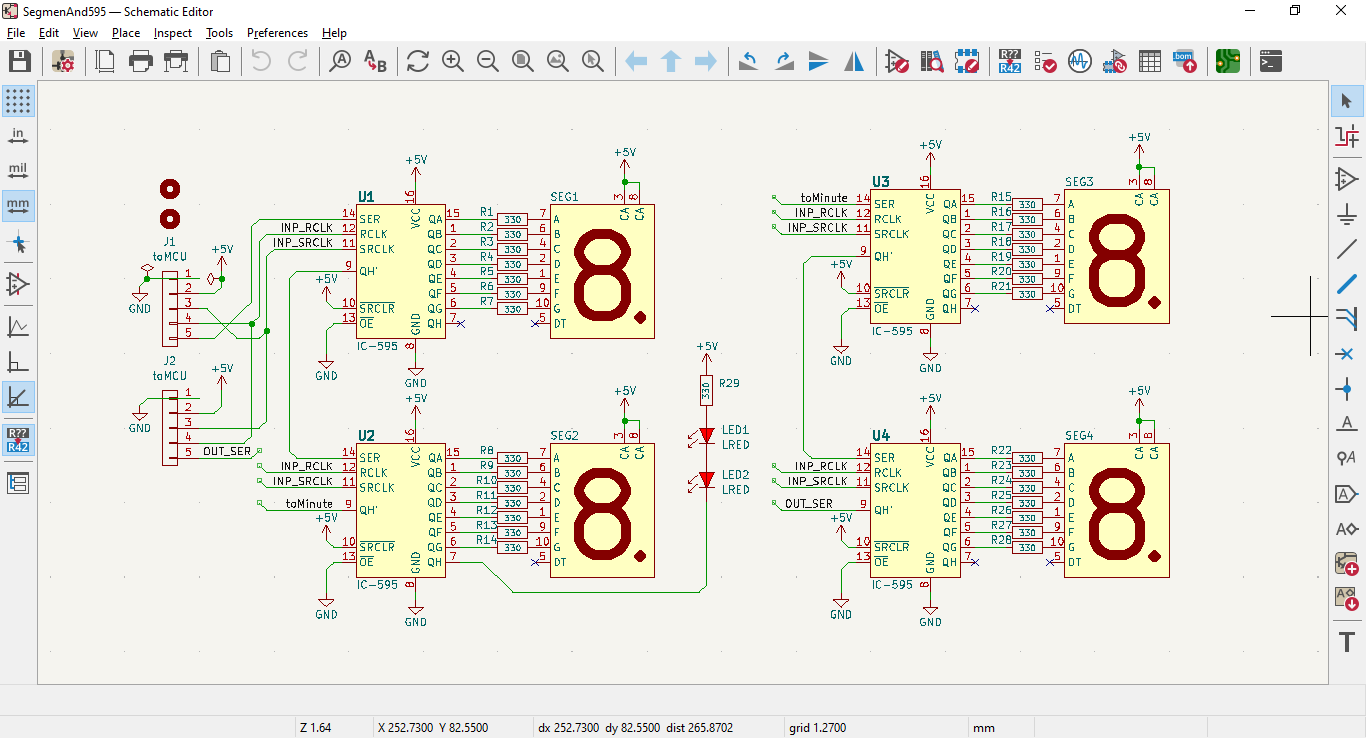 SegmenAnd595 — Schematic Editor
File Edit View Place Inspect Tools Preferences Help
R??
R42
.bom
in
mil
mm
R??
R42
J1
toMCU
+5V
1
2
3
4
5
GND
J2
toMCU
+5V
1
2
3
4
5
GND
OUT_SER
+5V
U1
16
VCC
14 SER QA 15
INP_RCLK 12 RCLK QB 1
INP_SRCLK 11 SRCLK QC 2
QD 3
9 QH' QE 4
+5V QF 5
10 SRCLR QG 6
13 OE QH 7
GND
8
IC-595
GND
GND
R1 330
R2 330
R3 330
R4 330
R5 330
R6 330
R7 330
+5V
SEG1
3 8
CA CA
7 A
6 B
4 C
2 D
1 E
9 F
10 G
5 DT
+5V
U2
16
VCC
14 SER QA 15
INP_RCLK 12 RCLK QB 1
INP_SRCLK 11 SRCLK QC 2
QD 3
toMinute 9 QH' QE 4
+5V QF 5
10 SRCLR QG 6
13 OE QH 7
GND
8
IC-595
GND
GND
R8 330
R9 330
R10 330
R11 330
R12 330
R13 330
R14 330
+5V
SEG2
3 8
CA CA
7 A
6 B
4 C
2 D
1 E
9 F
10 G
5 DT
+5V
330 R29
LED1
LRED
LED2
LRED
+5V
U3
16
VCC
toMinute 14 SER QA 15
INP_RCLK 12 RCLK QB 1
INP_SRCLK 11 SRCLK QC 2
QD 3
9 QH' QE 4
+5V QF 5
10 SRCLR QG 6
13 OE QH 7
GND
8
IC-595
GND
GND
R15 330
R16 330
R17 330
R18 330
R19 330
R20 330
R21 330
+5V
SEG3
3 8
CA CA
7 A
6 B
4 C
2 D
1 E
9 F
10 G
5 DT
+5V
U4
16
VCC
14 SER QA 15
INP_RCLK 12 RCLK QB 1
INP_SRCLK 11 SRCLK QC 2
QD 3
OUT_SER 9 QH' QE 4
+5V QF 5
10 SRCLR QG 6
13 OE QH 7
GND
8
IC-595
GND
GND
R22 330
R23 330
R24 330
R25 330
R26 330
R27 330
R28 330
+5V
SEG4
3 8
CA CA
7 A
6 B
4 C
2 D
1 E
9 F
10 G
5 DT
Z 1.64 X 252.7300 Y 82.5500 dx 252.7300 dy 82.5500 dist 265.8702 grid 1.2700 mm